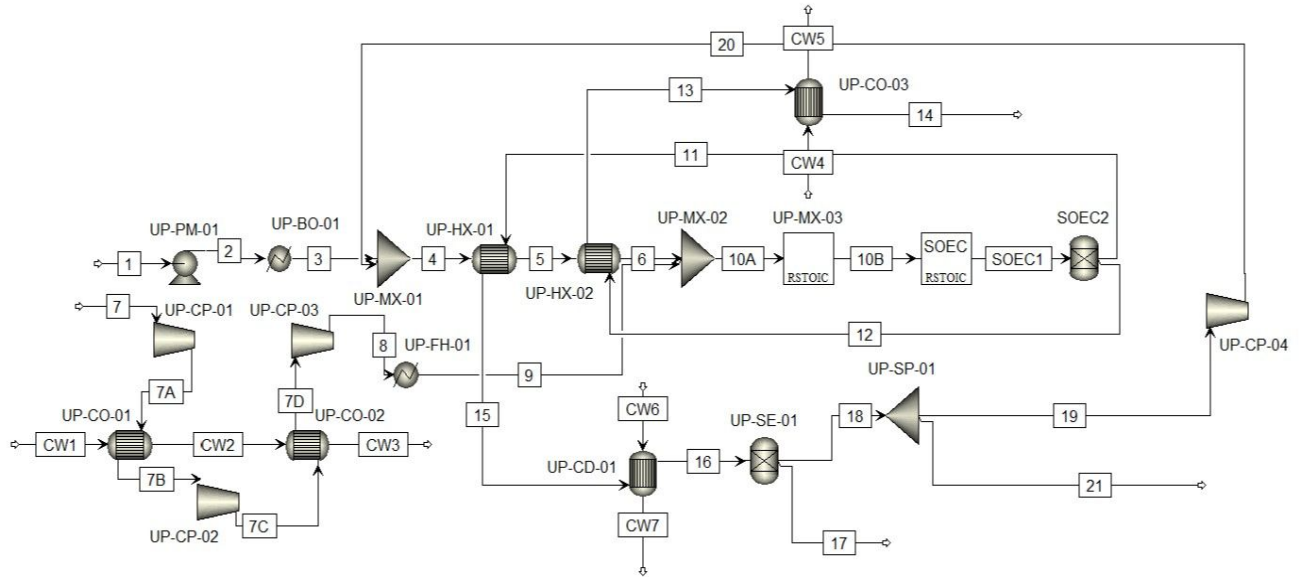 CW5
20
UP-CO-03
13
14
11
CW4
UP-PM-01
UP-BO-01
UP-HX-01
UP-MX-02
UP-MX-03
SOEC2
1
2
3
4
5
6
10A
RSTOIC
10B
SOEC
RSTOIC
SOEC1
UP-MX-01
UP-HX-02
7
UP-CP-01
UP-CP-03
12
8
UP-FH-01
UP-CP-04
9
UP-SP-01
7A
7D
UP-CO-01
UP-CO-02
15
CW6
UP-SE-01
18
19
CW1
CW2
CW3
UP-CD-01
16
7B
21
7C
CW7
UP-CP-02
17